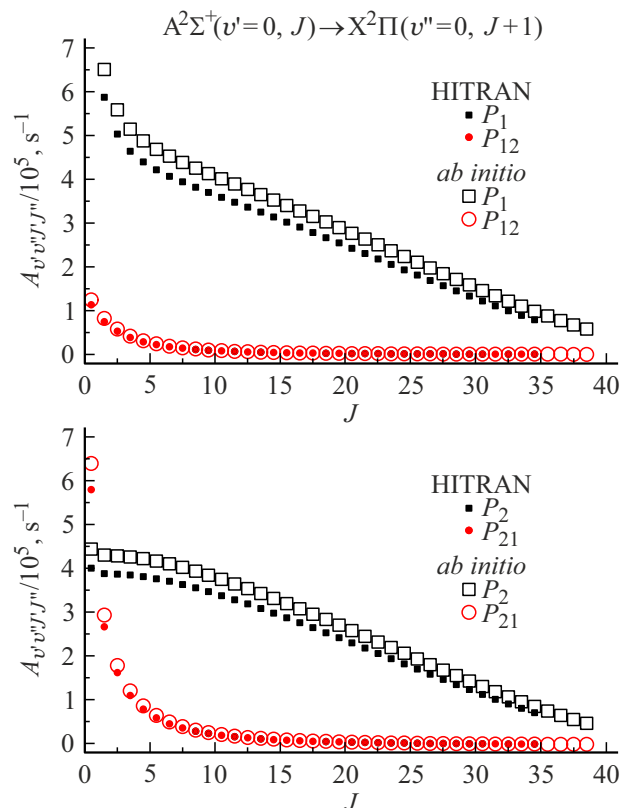 A²Σ⁺(υ'=0, J)→X²Π(υ''=0, J+1)
7
6
5
4
3
2
1
0
A_{υ'υ''J'J''}/10⁵, s⁻¹
HITRAN
P₁
P₁₂
ab initio
P₁
P₁₂
0 5 10 15 20 25 30 35 40
J
7
6
5
4
3
2
1
0
A_{υ'υ''J'J''}/10⁵, s⁻¹
HITRAN
P₂
P₂₁
ab initio
P₂
P₂₁
0 5 10 15 20 25 30 35 40
J